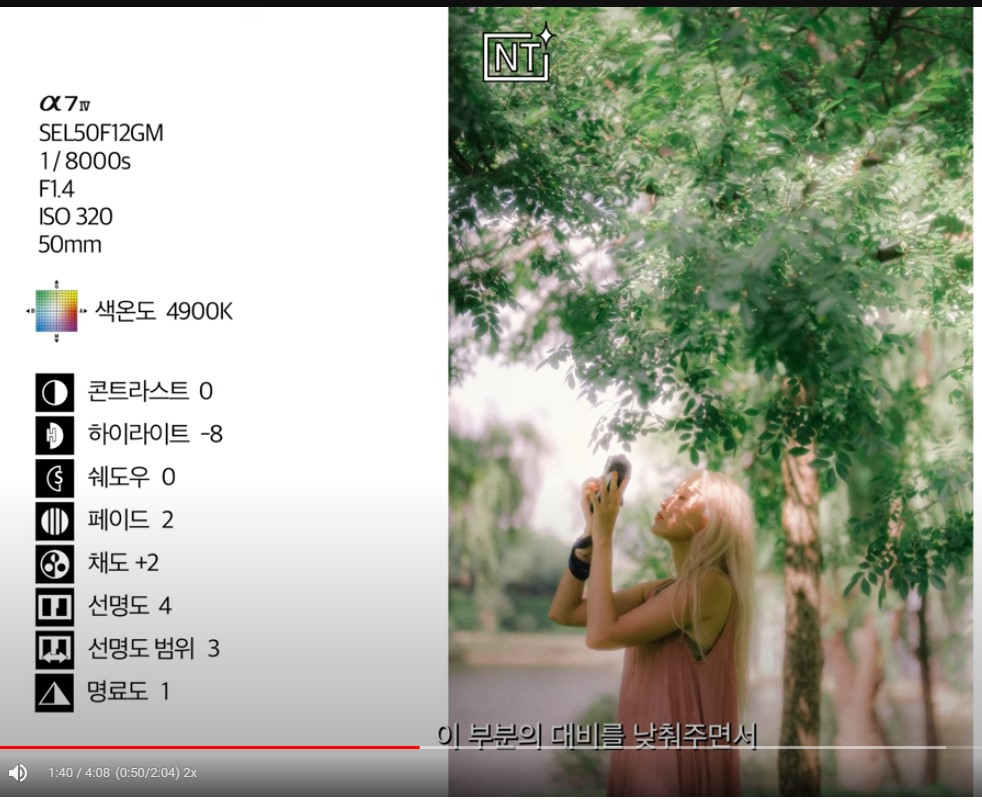 α7Ⅳ
SEL50F12GM
1/8000s
F1.4
ISO 320
50mm
색온도 4900K
콘트라스트 0
하이라이트 -8
쉐도우 0
페이드 2
채도 +2
선명도 4
선명도 범위 3
명료도 1
NT
이 부분의 대비를 낮춰주면서
1:40 / 4:08 (0:50/2:04) 2x